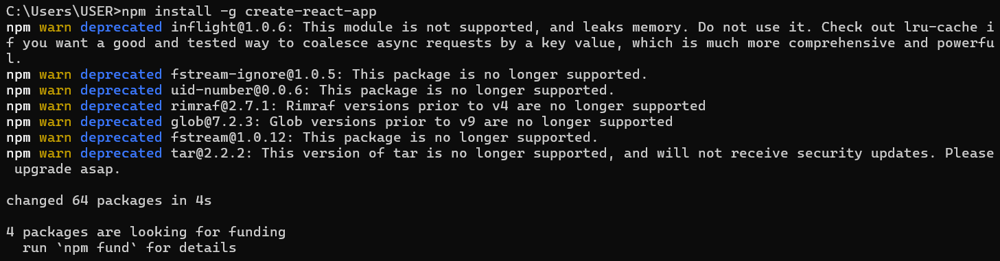 C:\Users\USER>npm install -g create-react-app
npm warn deprecated inflight@1.0.6: This module is not supported, and leaks memory. Do not use it. Check out lru-cache i
f you want a good and tested way to coalesce async requests by a key value, which is much more comprehensive and powerfu
l.
npm warn deprecated fstream-ignore@1.0.5: This package is no longer supported.
npm warn deprecated uid-number@0.0.6: This package is no longer supported.
npm warn deprecated rimraf@2.7.1: Rimraf versions prior to v4 are no longer supported
npm warn deprecated glob@7.2.3: Glob versions prior to v9 are no longer supported
npm warn deprecated fstream@1.0.12: This package is no longer supported.
npm warn deprecated tar@2.2.2: This version of tar is no longer supported, and will not receive security updates. Please
 upgrade asap.
changed 64 packages in 4s
4 packages are looking for funding
  run `npm fund` for details